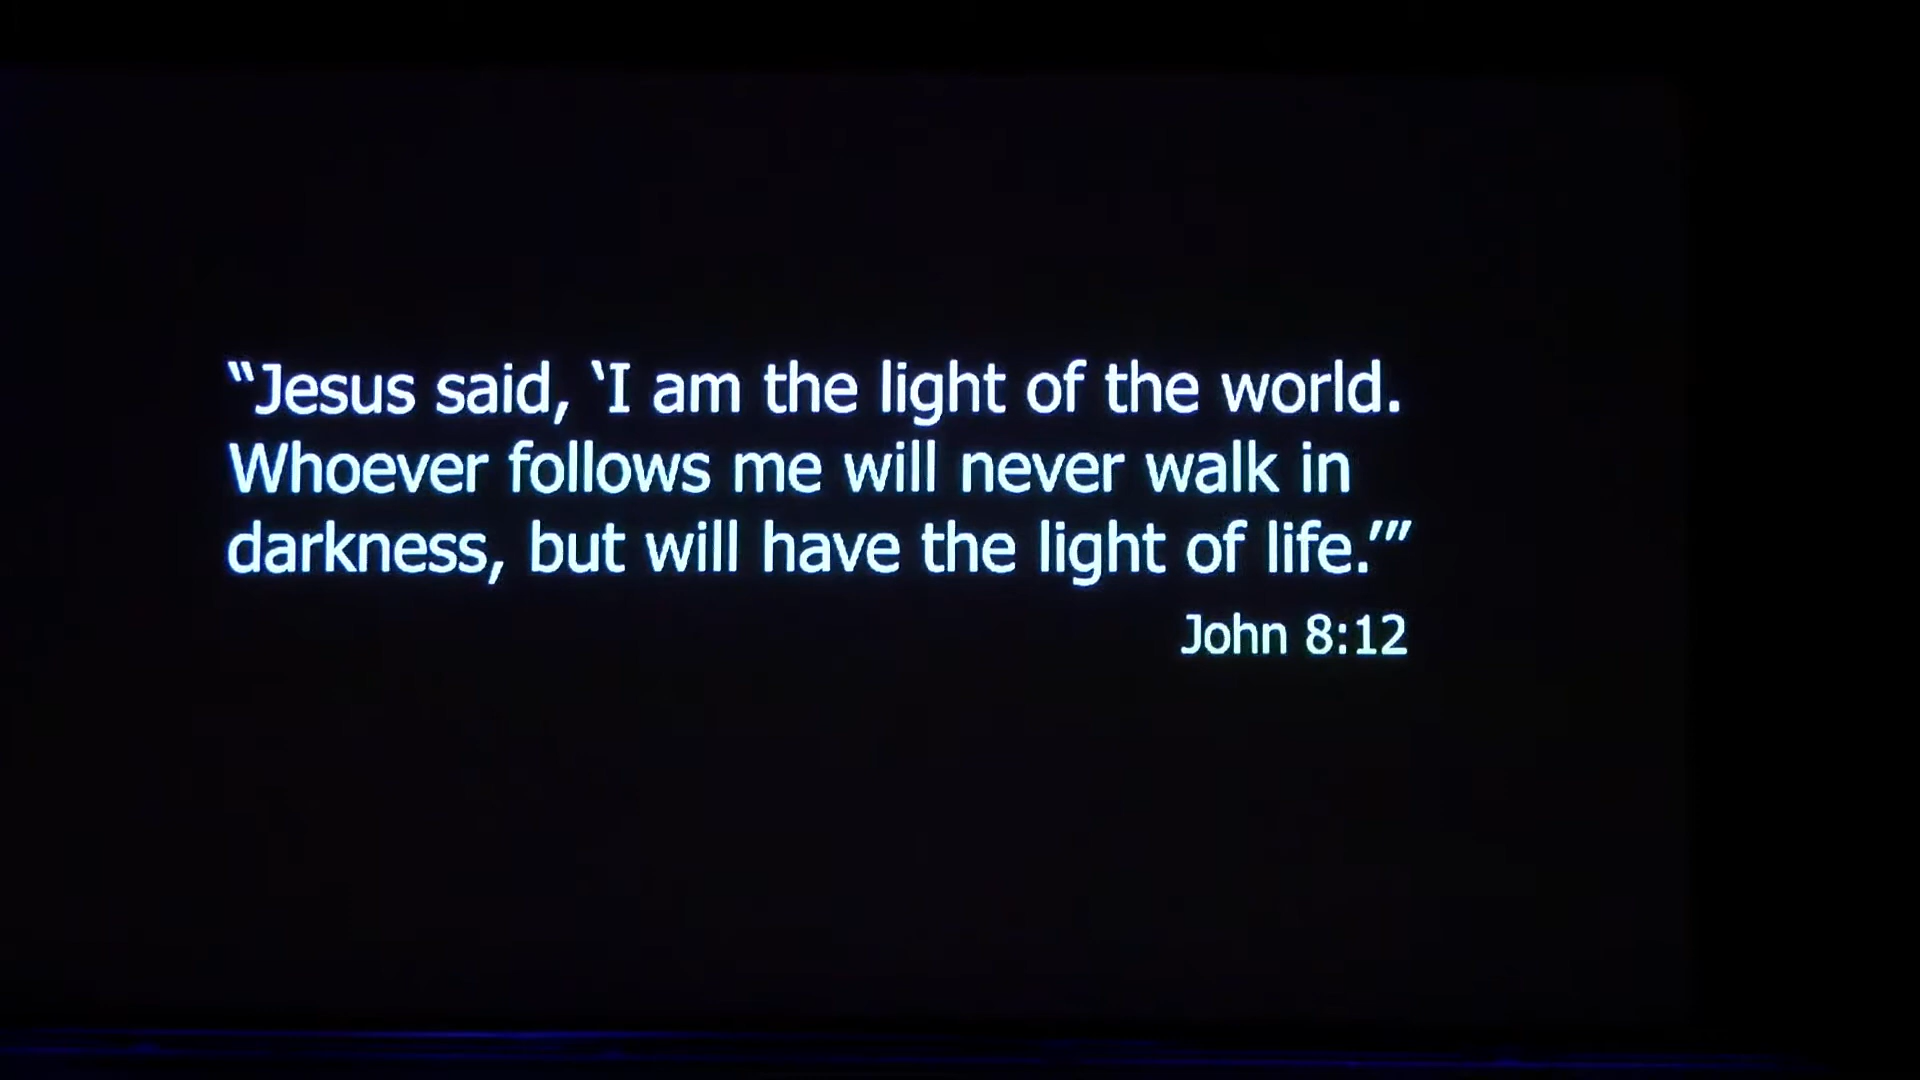 “Jesus said, ‘I am the light of the world.
Whoever follows me will never walk in
darkness, but will have the light of life.’”
John 8:12